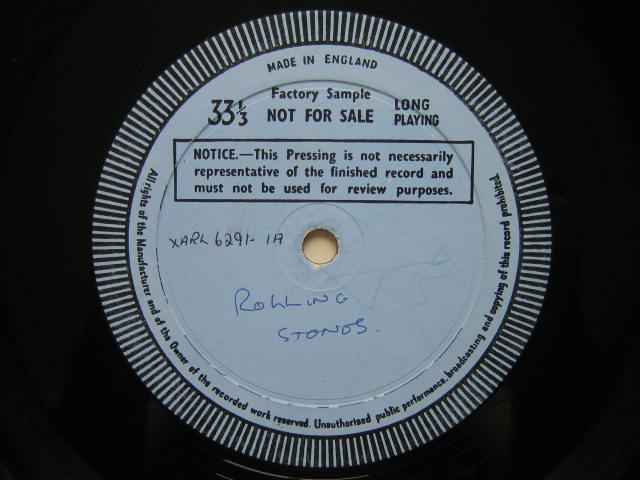 MADE IN ENGLAND
Factory Sample
33⅓ NOT FOR SALE LONG PLAYING
NOTICE.—This Pressing is not necessarily
representative of the finished record and
must not be used for review purposes.
XARL 6291- 1A
ROLLING
STONES.
All rights of the Manufacturer and of the Owner of the recorded work reserved. Unauthorised public performance, broadcasting and copying of this record prohibited.